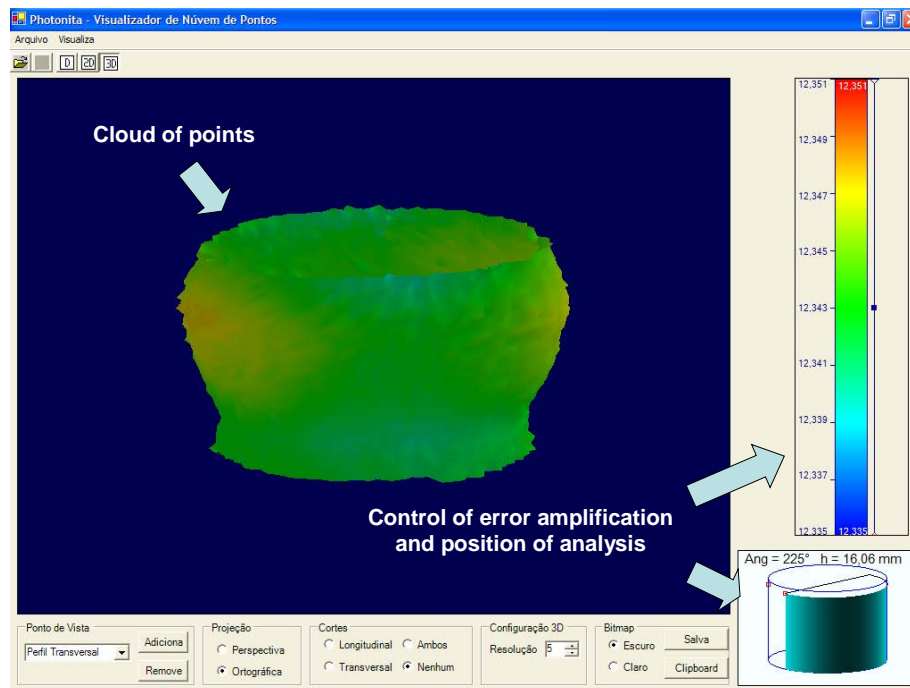 Photonita - Visualizador de Núvem de Pontos
Arquivo Visualiza
D 2D 3D
Cloud of points
12,351 12,351
12,349
12,347
12,345
12,343
12,341
12,339
12,337
12,335 12,335
Control of error amplification
and position of analysis
Ang = 225° h = 16,06 mm
Ponto de Vista Projeção Cortes Configuração 3D Bitmap
Perfil Transversal Adiciona Perspectiva Longitudinal Ambos Resolução 5 Escuro Salva
Remove Ortográfica Transversal Nenhum Claro Clipboard